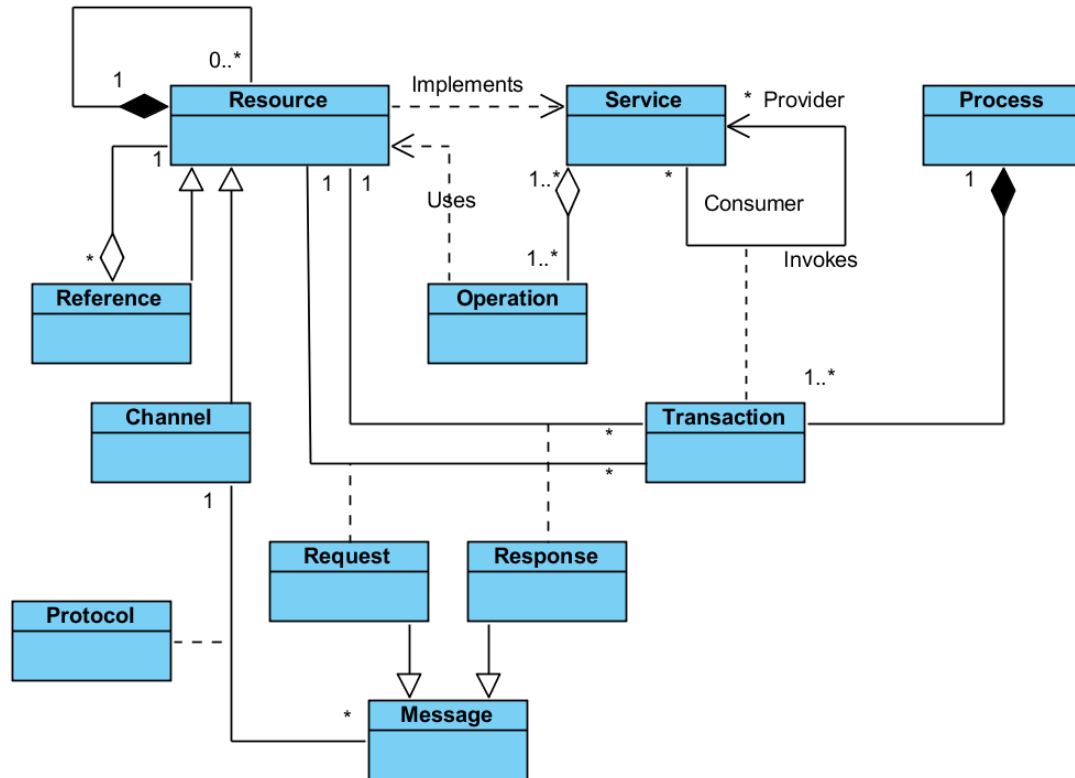 0..*
1
Implements
Resource
Service
* Provider
Process
1
1
1
1..*
*
1
Uses
Consumer
*
1..*
Invokes
Reference
Operation
1..*
Channel
Transaction
*
*
1
Request
Response
Protocol
*
Message